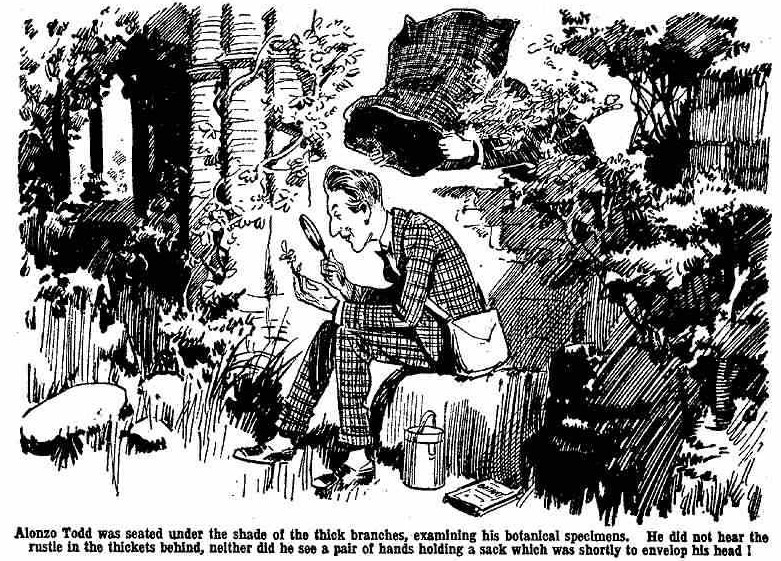 Alonzo Todd was seated under the shade of the thick branches, examining his botanical specimens. He did not hear the
rustle in the thickets behind, neither did he see a pair of hands holding a sack which was shortly to envelop his head !